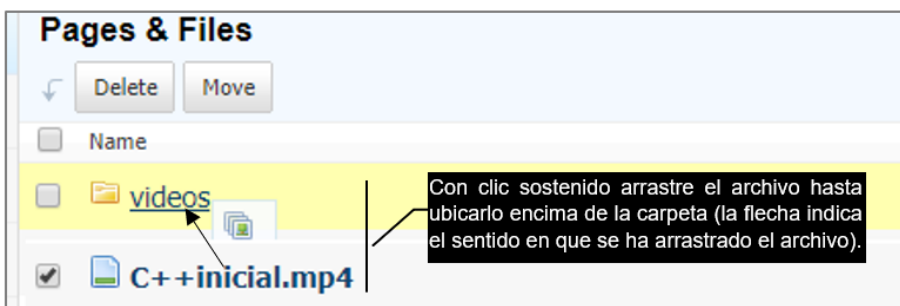 Pages & Files
Delete Move
Name
videos
Con clic sostenido arrastre el archivo hasta
ubicarlo encima de la carpeta (la flecha indica
el sentido en que se ha arrastrado el archivo).
C++inicial.mp4